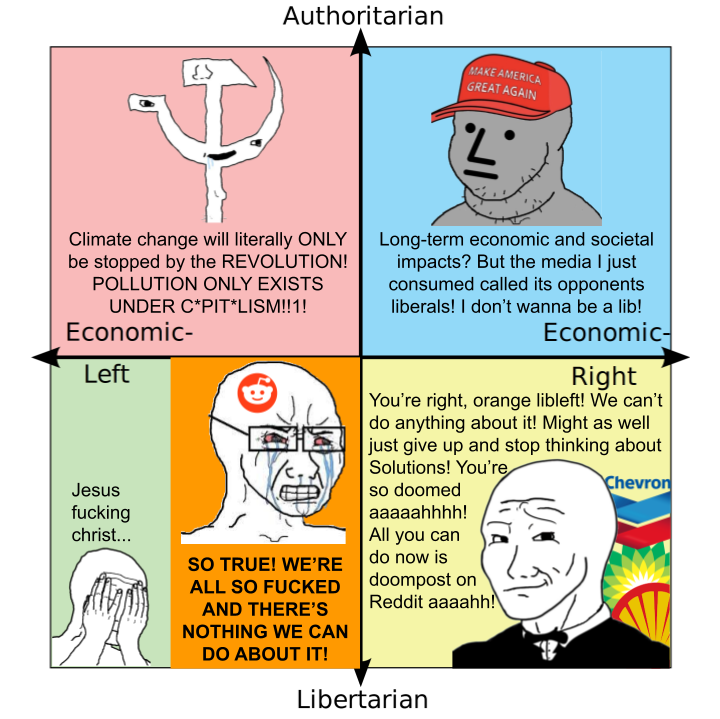 Authoritarian
MAKE AMERICA
GREAT AGAIN
Climate change will literally ONLY
be stopped by the REVOLUTION!
POLLUTION ONLY EXISTS
UNDER C*PIT*LISM!!1!
Long-term economic and societal
impacts? But the media I just
consumed called its opponents
liberals! I don't wanna be a lib!
Economic-
Left
Economic-
Right
Jesus
fucking
christ...
SO TRUE! WE'RE
ALL SO FUCKED
AND THERE'S
NOTHING WE CAN
DO ABOUT IT!
You're right, orange libleft! We can't
do anything about it! Might as well
just give up and stop thinking about
Solutions! You're
so doomed
aaaaahhhh!
All you can
do now is
doompost on
Reddit aaaahh!
Chevron
Libertarian